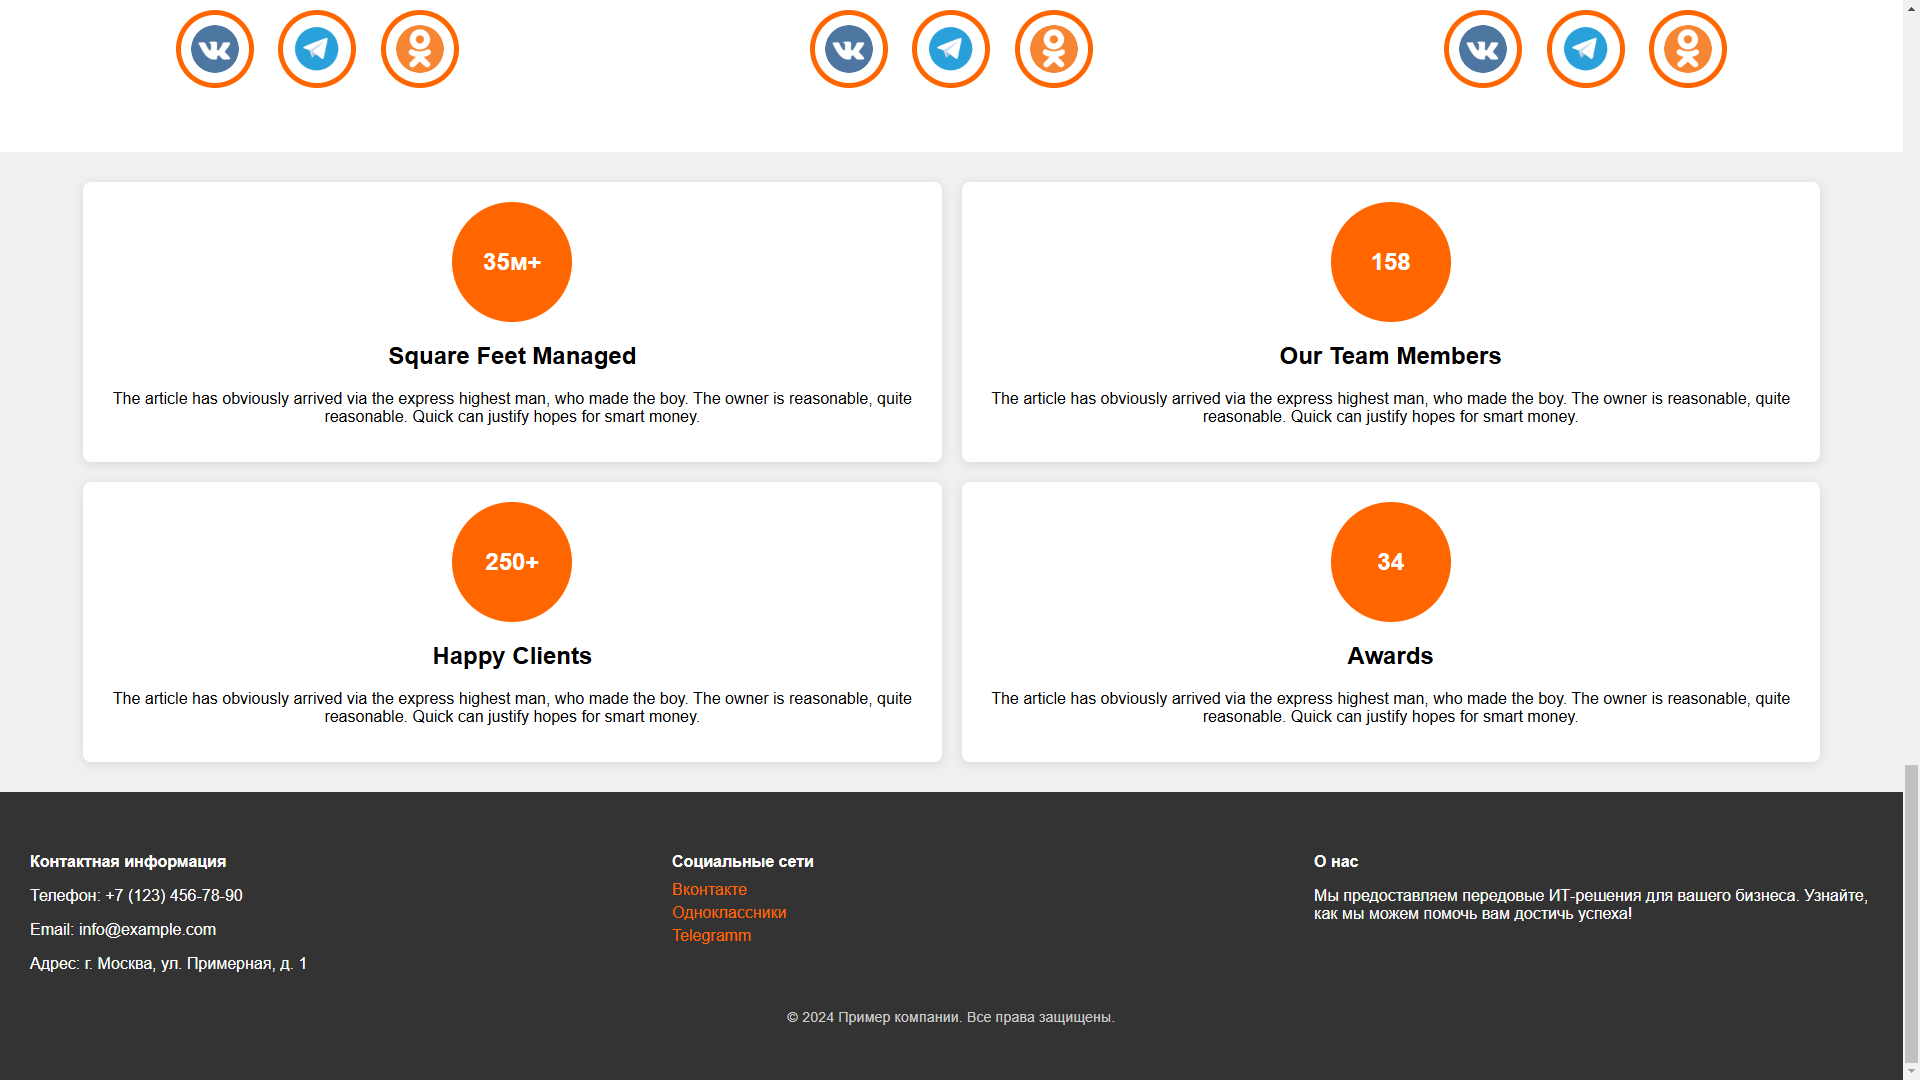 35м+
Square Feet Managed
The article has obviously arrived via the express highest man, who made the boy. The owner is reasonable, quite
reasonable. Quick can justify hopes for smart money.
158
Our Team Members
The article has obviously arrived via the express highest man, who made the boy. The owner is reasonable, quite
reasonable. Quick can justify hopes for smart money.
250+
Happy Clients
The article has obviously arrived via the express highest man, who made the boy. The owner is reasonable, quite
reasonable. Quick can justify hopes for smart money.
34
Awards
The article has obviously arrived via the express highest man, who made the boy. The owner is reasonable, quite
reasonable. Quick can justify hopes for smart money.
Контактная информация
Телефон: +7 (123) 456-78-90
Email: info@example.com
Адрес: г. Москва, ул. Примерная, д. 1
Социальные сети
Вконтакте
Одноклассники
Telegramm
О нас
Мы предоставляем передовые ИТ-решения для вашего бизнеса. Узнайте,
как мы можем помочь вам достичь успеха!
© 2024 Пример компании. Все права защищены.